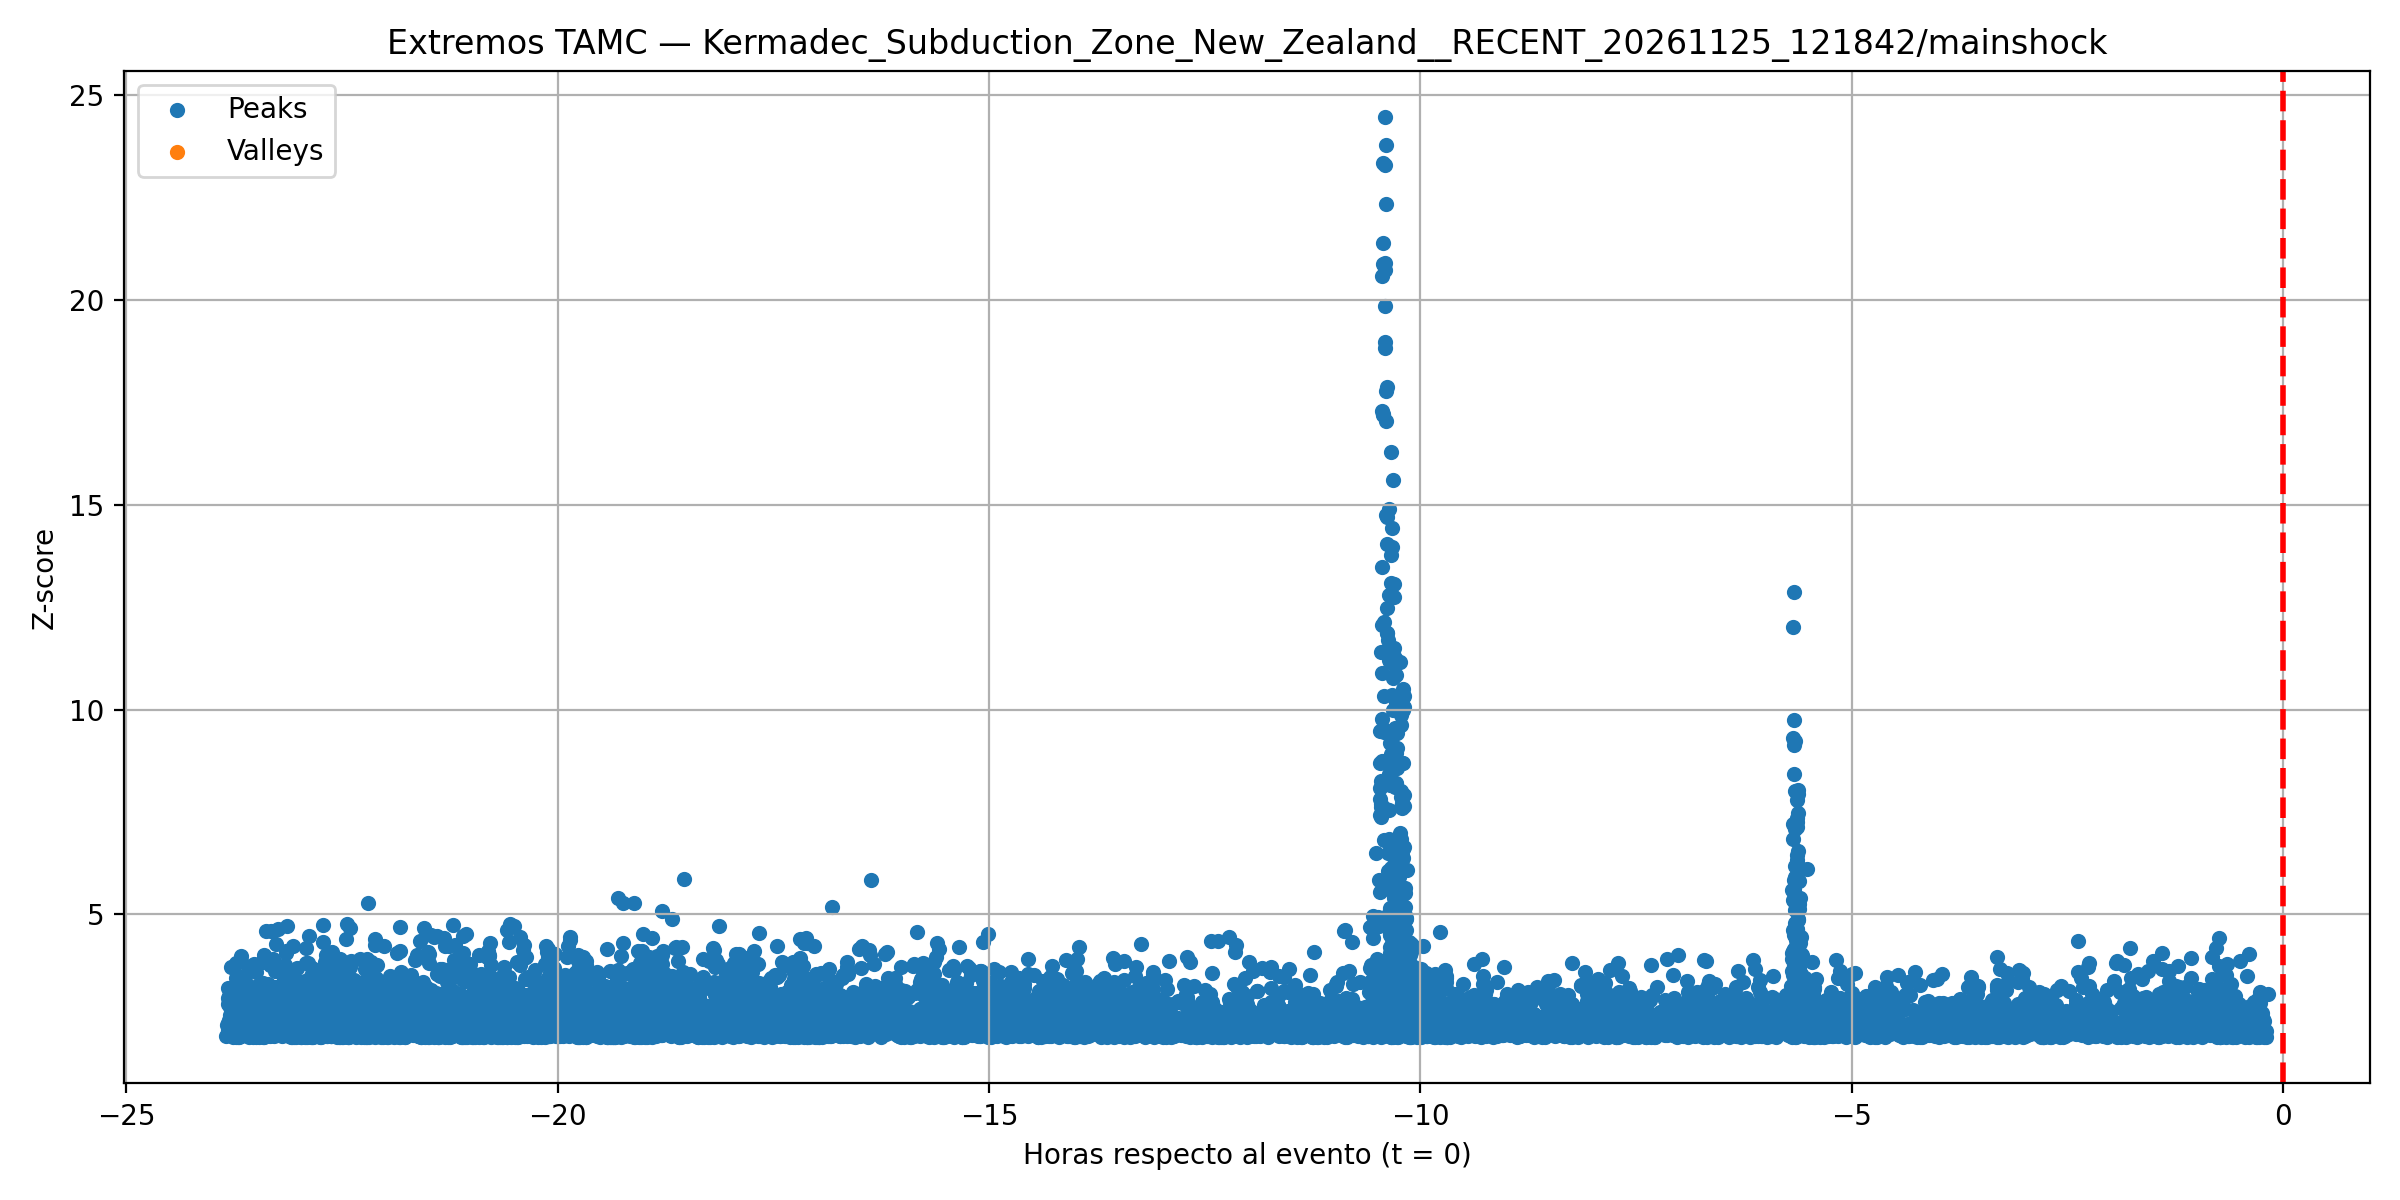 Extremos TAMC — Kermadec_Subduction_Zone_New_Zealand__RECENT_20261125_121842/mainshock
Peaks
Valleys
25
20
15
10
5
Z-score
−25
−20
−15
−10
−5
0
Horas respecto al evento (t = 0)